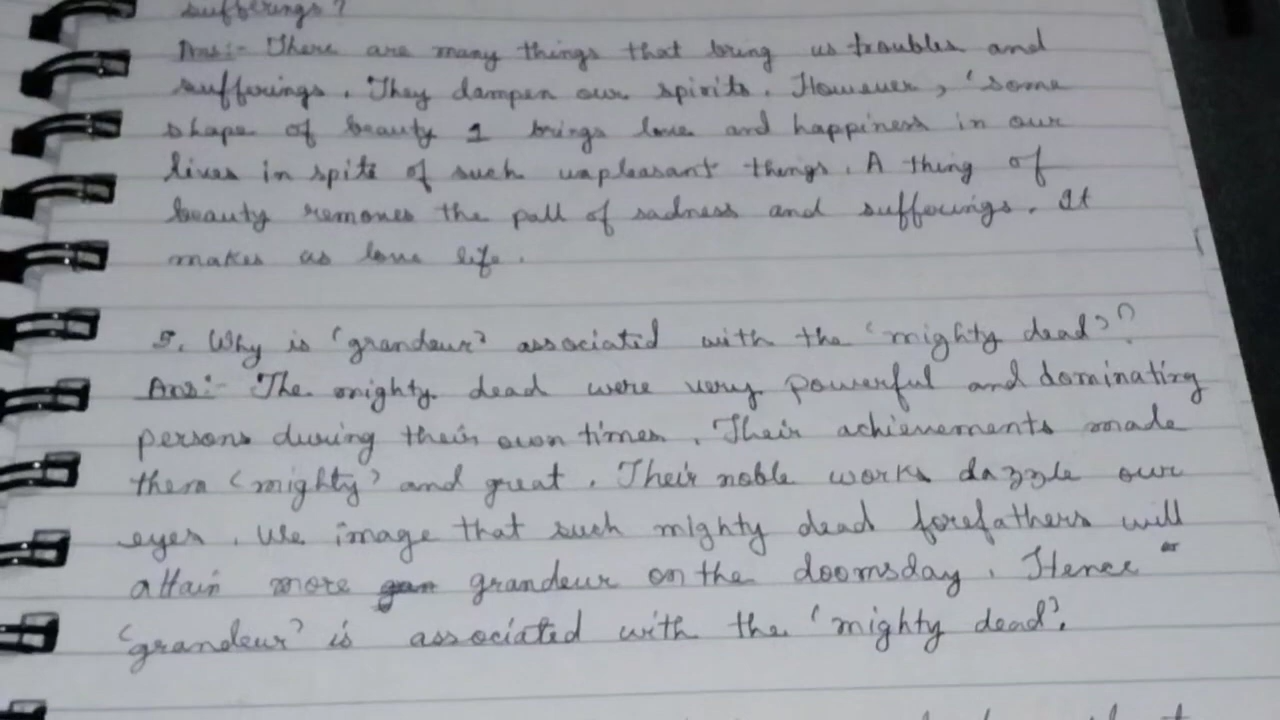 sufferings?
Ans:- There are many things that bring us troubles and
sufferings. They dampen our spirits. However, 'some
shape of beauty 1 brings love and happiness in our
lives in spite of such unpleasant things. A thing of
beauty removes the pall of sadness and sufferings. It
makes as love life.
5. Why is 'grandeur' associated with the 'mighty dead'?
Ans:- The mighty dead were very powerful and dominating
persons during their own times. Their achievements made
them 'mighty' and great. Their noble works dazzle our
eyes. We image that such mighty dead forefathers will
attain more grandeur on the doomsday. Hence
'grandeur' is associated with the 'mighty dead'.